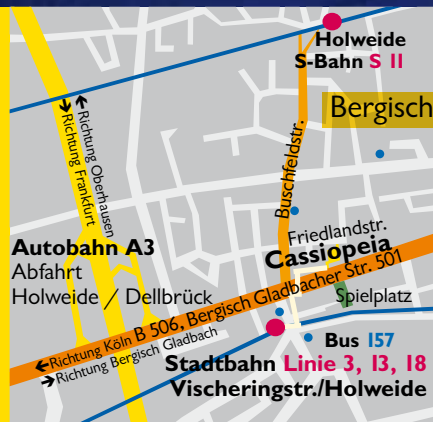 Holweide
S-Bahn S 11
Bergisch
Buschfeldstr.
Richtung Oberhausen
Richtung Frankfurt
Friedlandstr.
Cassiopeia
Autobahn A3
Abfahrt
Holweide / Dellbrück
Spielplatz
Richtung Köln B 506, Bergisch Gladbacher Str. 501
Richtung Bergisch Gladbach
Bus 157
Stadtbahn Linie 3, 13, 18
Vischeringstr./Holweide